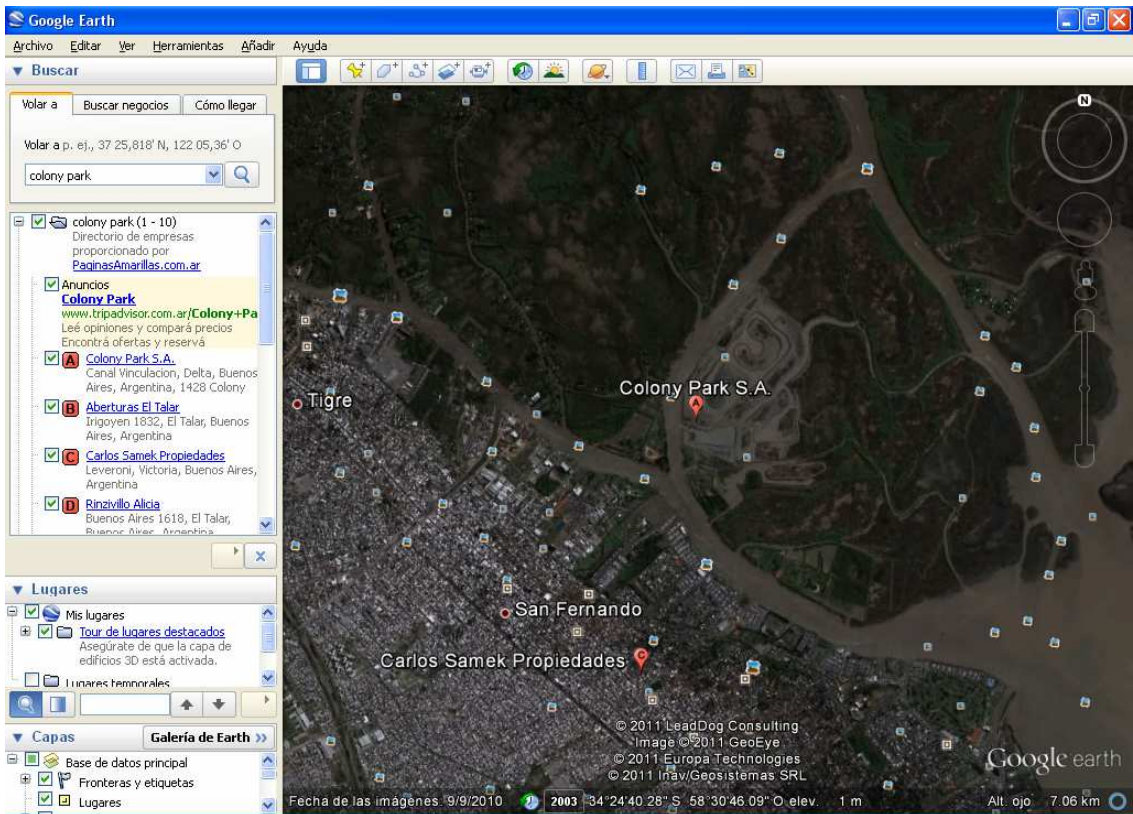 Google Earth
Archivo Editar Ver Herramientas Añadir Ayuda
Buscar
Volar a Buscar negocios Cómo llegar
Volar a p. ej., 37 25,818' N, 122 05,36' O
colony park
colony park (1 - 10)
Directorio de empresas
proporcionado por
PaginasAmarillas.com.ar
Anuncios
Colony Park
www.tripadvisor.com.ar/Colony+Pa
Leé opiniones y compará precios
Encontrá ofertas y reservá
A Colony Park S.A.
Canal Vinculacion, Delta, Buenos
Aires, Argentina, 1428 Colony
B Aberturas El Talar
Irigoyen 1832, El Talar, Buenos
Aires, Argentina
C Carlos Samek Propiedades
Leveroni, Victoria, Buenos Aires,
Argentina
D Rinzivillo Alicia
Buenos Aires 1618, El Talar,
Buenos Aires, Argentina
Lugares
Mis lugares
Tour de lugares destacados
Asegúrate de que la capa de
edificios 3D está activada.
Lugares temporales
Capas Galería de Earth »
Base de datos principal
Fronteras y etiquetas
Lugares
N
Colony Park S.A.
A
Tigre
San Fernando
Carlos Samek Propiedades C
© 2011 LeadDog Consulting
Image © 2011 GeoEye
© 2011 Europa Technologies
© 2011 Inav/Geosistemas SRL
Google earth
Fecha de las imágenes: 9/9/2010 2003 34°24'40.28" S 58°30'46.09" O elev. 1 m Alt. ojo 7.06 km